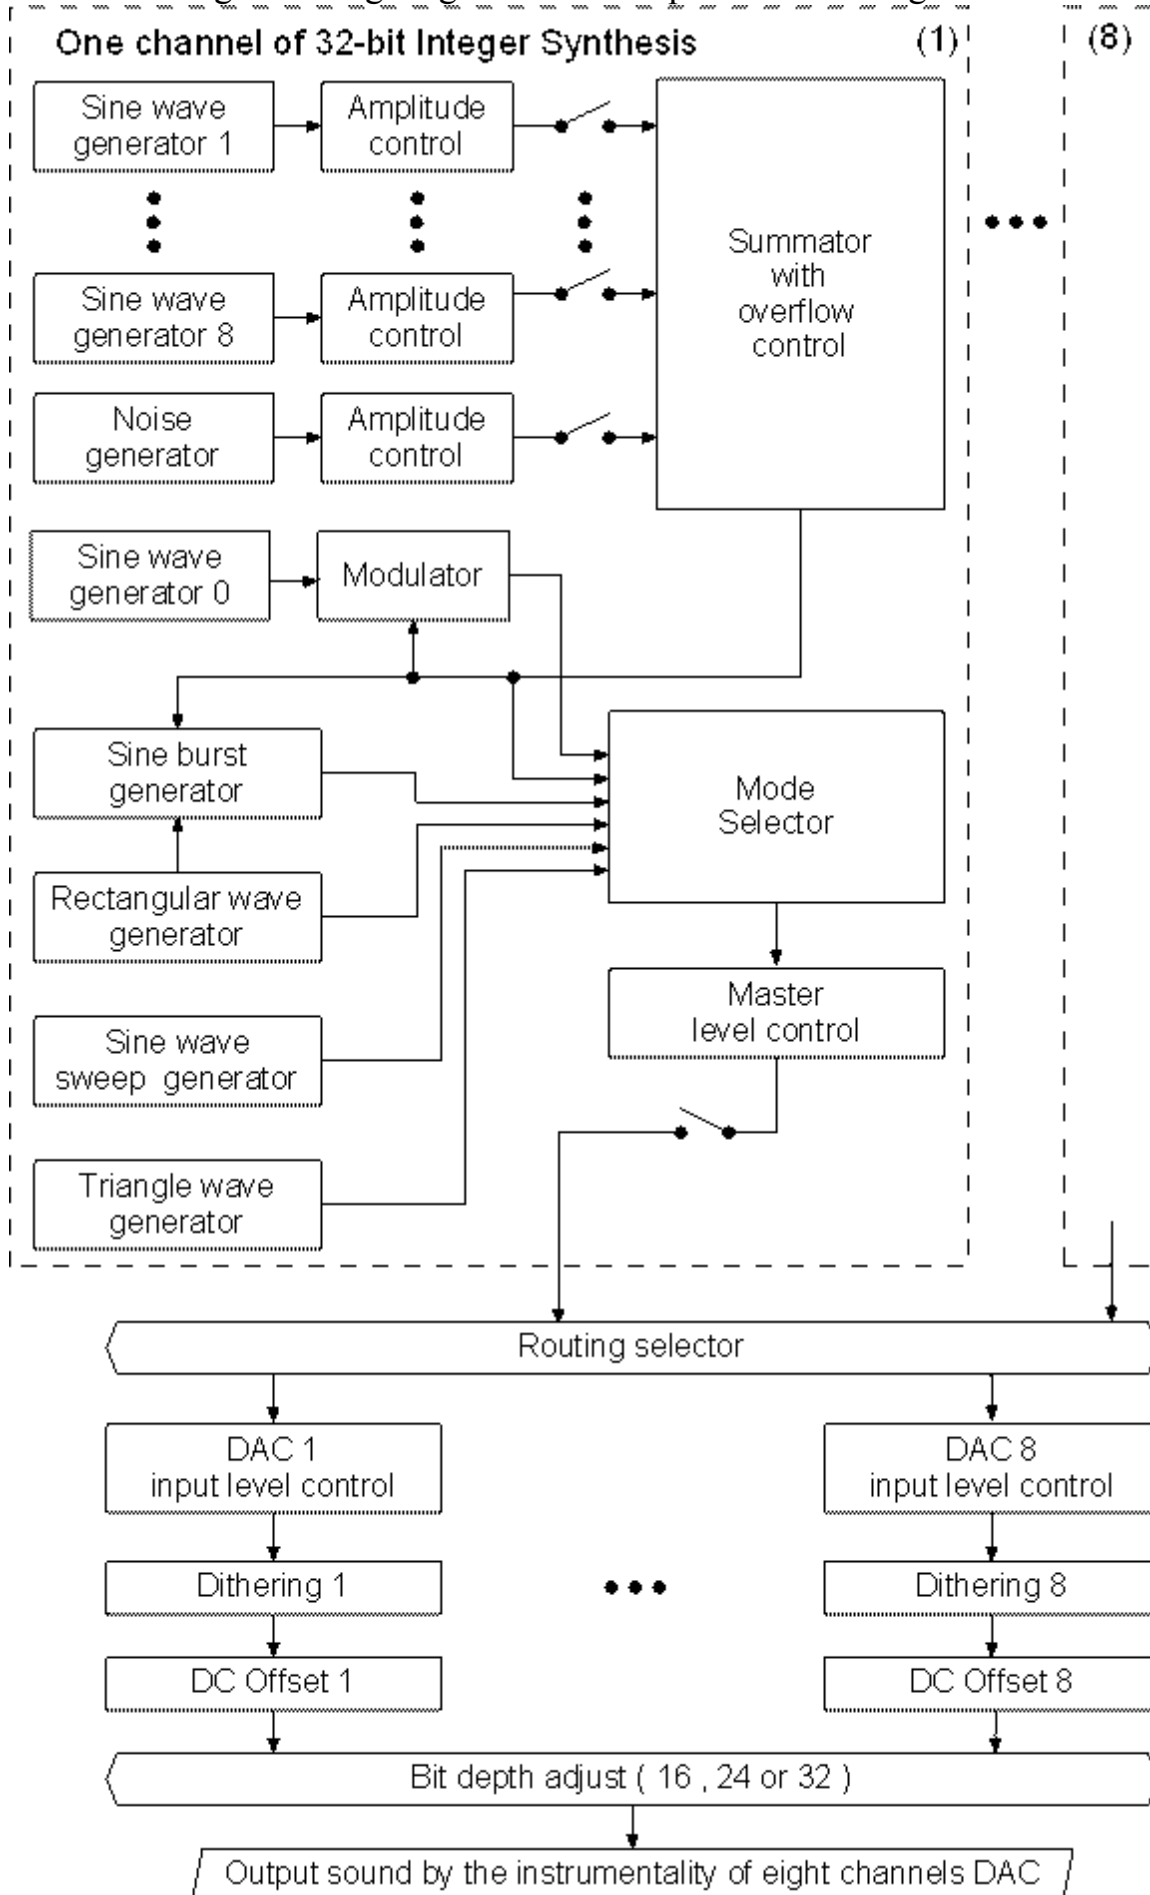 One channel of 32-bit Integer Synthesis (1) (8)
Sine wave
generator 1
Amplitude
control
Sine wave
generator 8
Amplitude
control
Summator
with
overflow
control
Noise
generator
Amplitude
control
Sine wave
generator 0
Modulator
Sine burst
generator
Mode
Selector
Rectangular wave
generator
Master
level control
Sine wave
sweep generator
Triangle wave
generator
Routing selector
DAC 1
input level control
DAC 8
input level control
Dithering 1
Dithering 8
DC Offset 1
DC Offset 8
Bit depth adjust ( 16 , 24 or 32 )
Output sound by the instrumentality of eight channels DAC